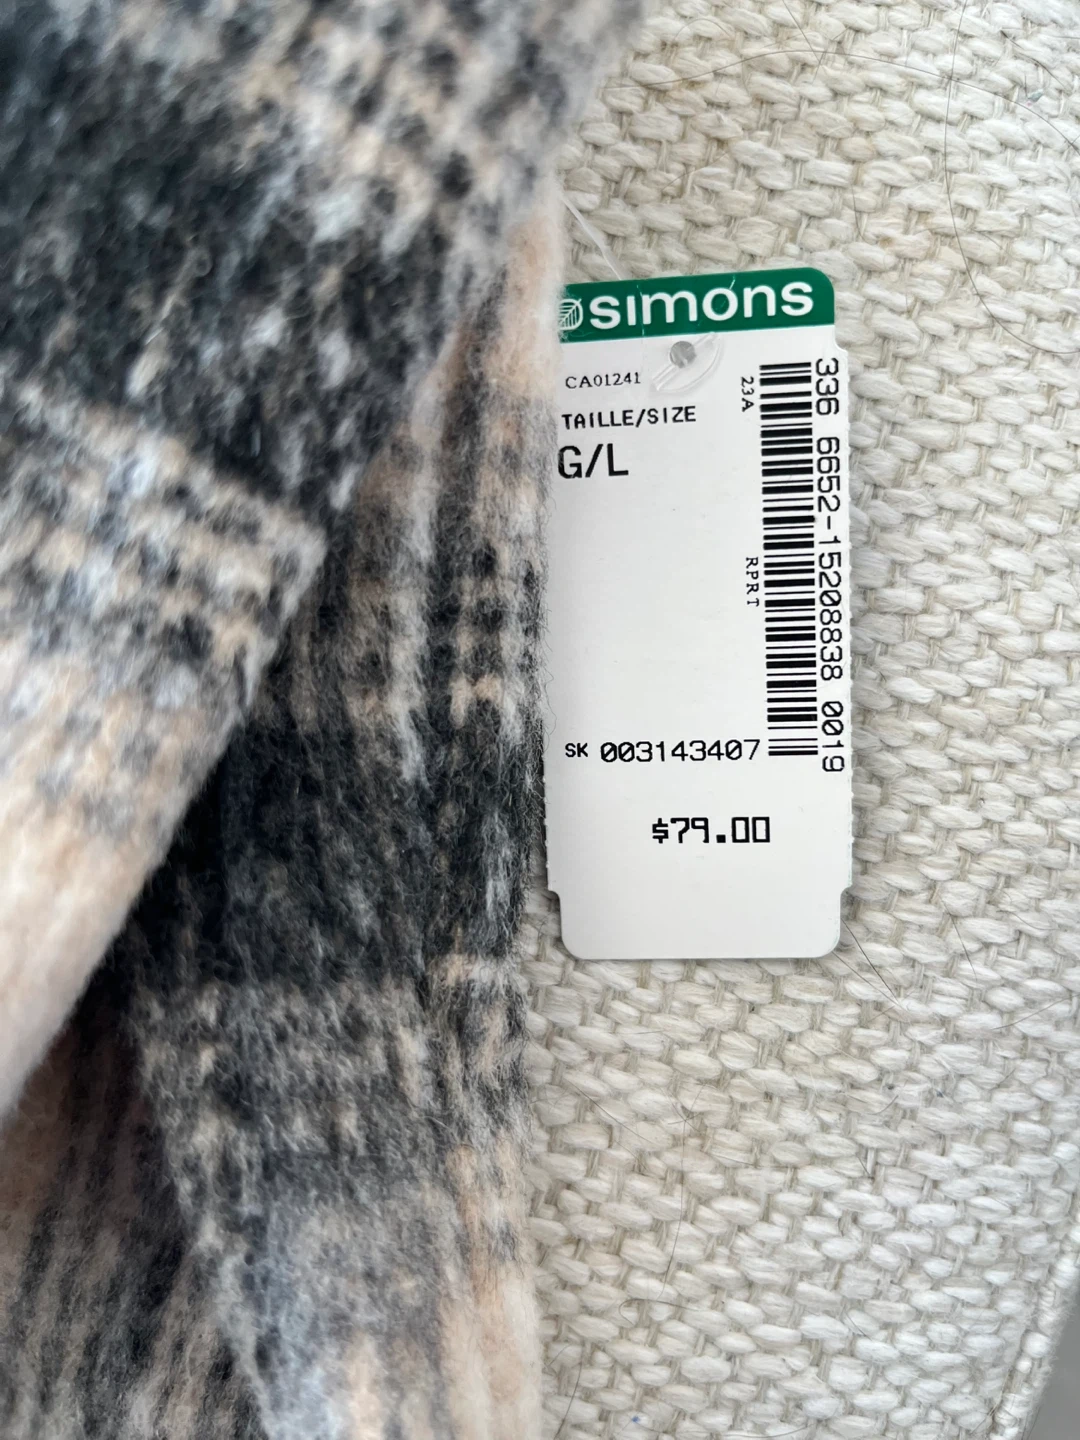 simons
CA01241
TAILLE/SIZE
G/L
23A
RPRT
336 6652-15208838 0019
SK 003143407
$79.00